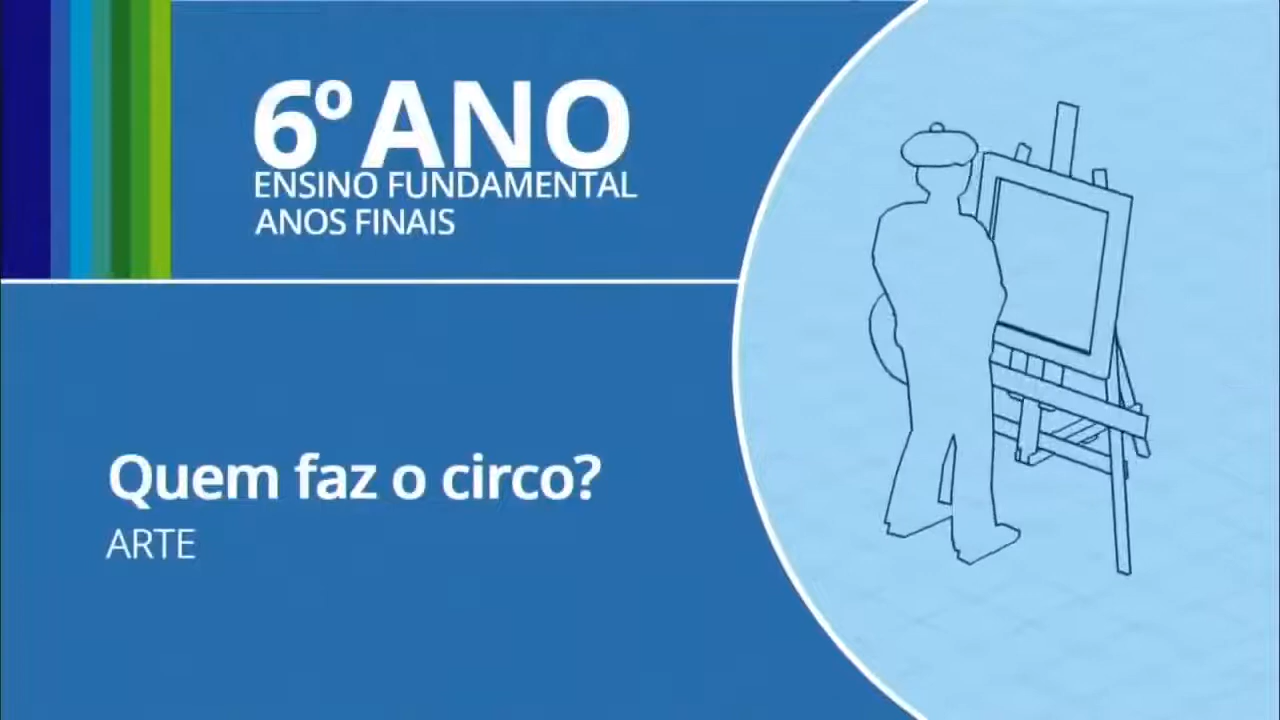 6º ANO
ENSINO FUNDAMENTAL
ANOS FINAIS
Quem faz o circo?
ARTE